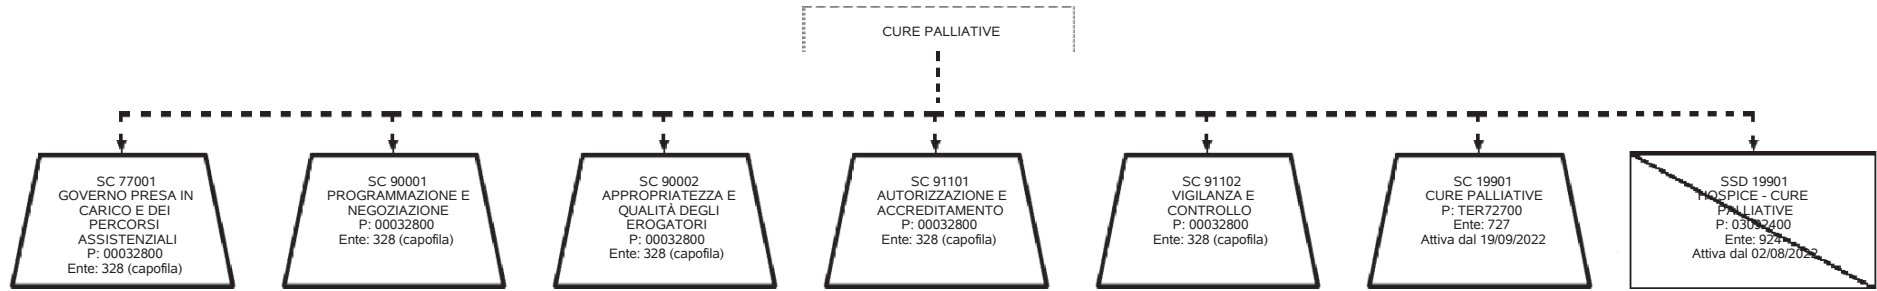 CURE PALLIATIVE
SC 77001
GOVERNO PRESA IN
CARICO E DEI
PERCORSI
ASSISTENZIALI
P: 00032800
Ente: 328 (capofila)
SC 90001
PROGRAMMAZIONE E
NEGOZIAZIONE
P: 00032800
Ente: 328 (capofila)
SC 90002
APPROPRIATEZZA E
QUALITÀ DEGLI
EROGATORI
P: 00032800
Ente: 328 (capofila)
SC 91101
AUTORIZZAZIONE E
ACCREDITAMENTO
P: 00032800
Ente: 328 (capofila)
SC 91102
VIGILANZA E
CONTROLLO
P: 00032800
Ente: 328 (capofila)
SC 19901
CURE PALLIATIVE
P: TER72700
Ente: 727
Attiva dal 19/09/2022
SSD 19901
HOSPICE - CURE
PALLIATIVE
P: 03092400
Ente: 924
Attiva dal 02/08/2022